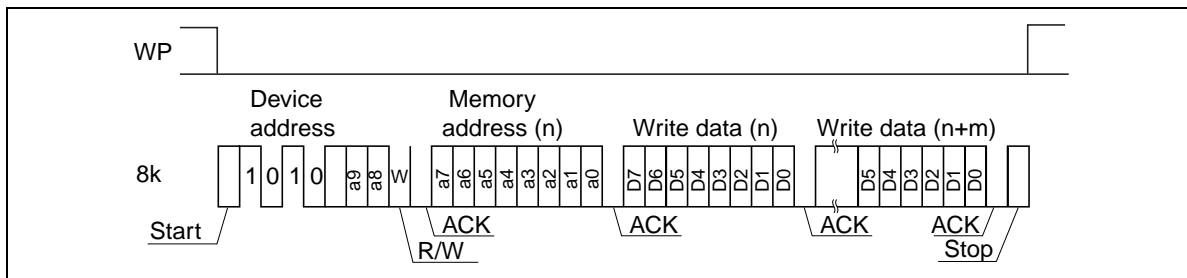 WP
Device address
Memory address (n)
Write data (n)
Write data (n+m)
8k
1 0 1 0 a9 a8 W a7 a6 a5 a4 a3 a2 a1 a0 D7 D6 D5 D4 D3 D2 D1 D0 D5 D4 D3 D2 D1 D0
Start
ACK
ACK
ACK
ACK
R/W
Stop